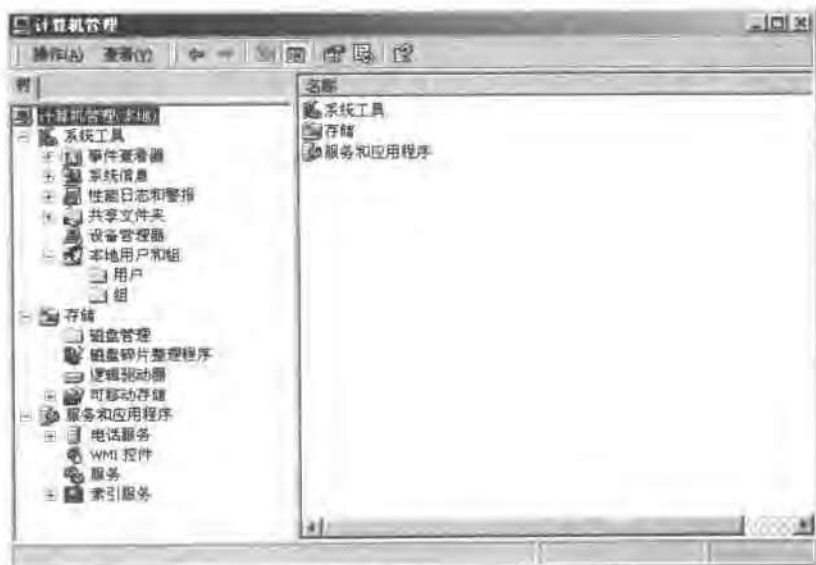 计算机管理
操作(A) 查看(V)
树
名称
计算机管理(本地)
系统工具
事件查看器
系统信息
性能日志和警报
共享文件夹
设备管理器
本地用户和组
用户
组
存储
磁盘管理
磁盘碎片整理程序
逻辑驱动器
可移动存储
服务和应用程序
电话服务
WMI 控件
服务
索引服务
系统工具
存储
服务和应用程序